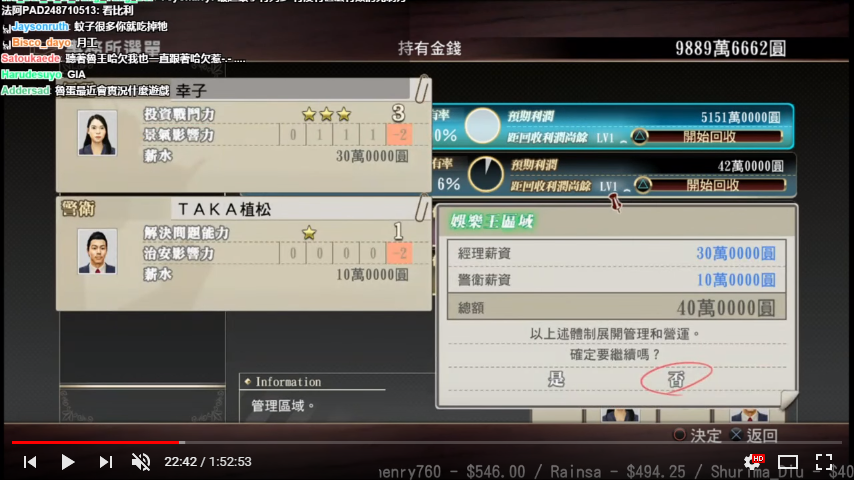 法阿PAD248710513: 君比利
Jaysonruth: 蚊子很多你就吃掉牠
Bisco_dayo: 月工
Satoukaede: 聽著魯王哈欠我也一直跟著哈欠惹-.- ....
Harudesuyo: GIA
Addersad: 魯蛋最近會實況什麼遊戲
所選單
持有金錢
9889萬6662圓
幸子
投資戰鬥力
3
景氣影響力
0 1 1 1 -2
薪水
30萬0000圓
警衛
TAKA植松
解決問題能力
1
治安影響力
0 0 0 0 -2
薪水
10萬0000圓
有率
0%
預期利潤
5151萬0000圓
距回收利潤尚餘 LV1
開始回收
有率
6%
預期利潤
42萬0000圓
距回收利潤尚餘 LV1
開始回收
娛樂王區域
經理薪資
30萬0000圓
警衛薪資
10萬0000圓
總額
40萬0000圓
以上述體制展開管理和營運。
確定要繼續嗎？
是 否
Information
管理區域。
決定 返回
22:42 / 1:52:53
HD
henry760 - $546.00 / Rainsa - $494.25 / Shurima_Diu - $40